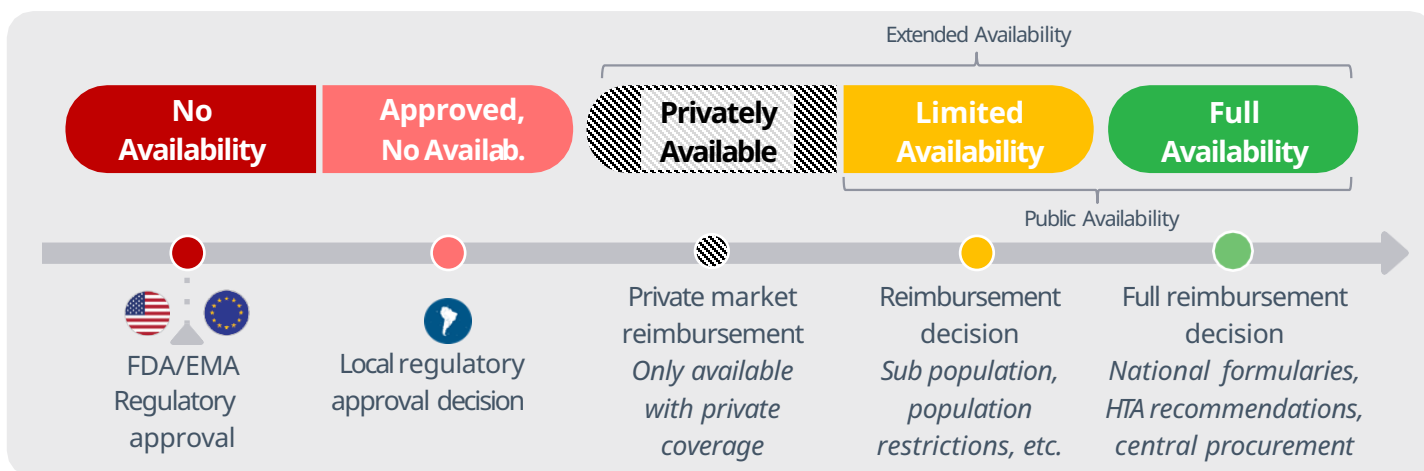 Extended Availability
No
Availability
Approved,
No Availab.
Privately
Available
Limited
Availability
Full
Availability
Public Availability
FDA/EMA
Regulatory
approval
Local regulatory
approval decision
Private market
reimbursement
Only available
with private
coverage
Reimbursement
decision
Sub population,
population
restrictions, etc.
Full reimbursement
decision
National formularies,
HTA recommendations,
central procurement